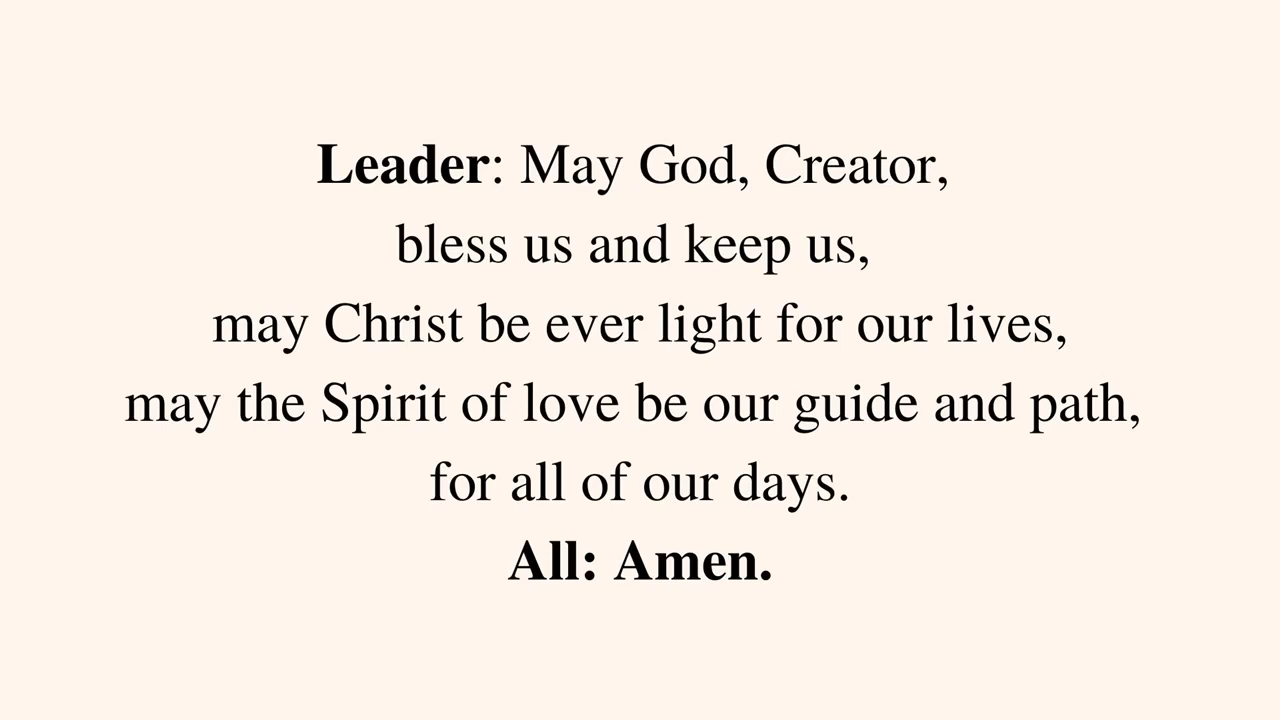 Leader: May God, Creator,
bless us and keep us,
may Christ be ever light for our lives,
may the Spirit of love be our guide and path,
for all of our days.
All: Amen.